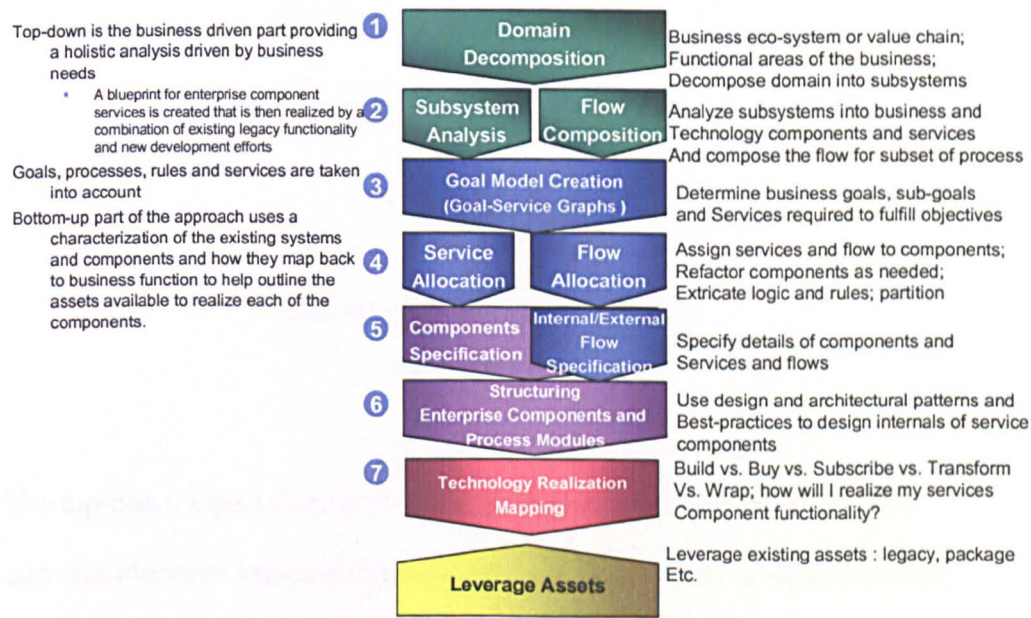 Top-down is the business driven part providing
a holistic analysis driven by business
needs
• A blueprint for enterprise component
services is created that is then realized by a
combination of existing legacy functionality
and new development efforts
Goals, processes, rules and services are taken
into account
Bottom-up part of the approach uses a
characterization of the existing systems
and components and how they map back
to business function to help outline the
assets available to realize each of the
components.
1
Domain
Decomposition
Business eco-system or value chain;
Functional areas of the business;
Decompose domain into subsystems
2
Subsystem
Analysis
Flow
Composition
Analyze subsystems into business and
Technology components and services
And compose the flow for subset of process
3
Goal Model Creation
(Goal-Service Graphs )
Determine business goals, sub-goals
and Services required to fulfill objectives
4
Service
Allocation
Flow
Allocation
Assign services and flow to components;
Refactor components as needed;
Extricate logic and rules; partition
5
Components
Specification
Internal/External
Flow
Specification
Specify details of components and
Services and flows
6
Structuring
Enterprise Components and
Process Modules
Use design and architectural patterns and
Best-practices to design internals of service
components
7
Technology Realization
Mapping
Build vs. Buy vs. Subscribe vs. Transform
Vs. Wrap; how will I realize my services
Component functionality?
Leverage Assets
Leverage existing assets : legacy, package
Etc.